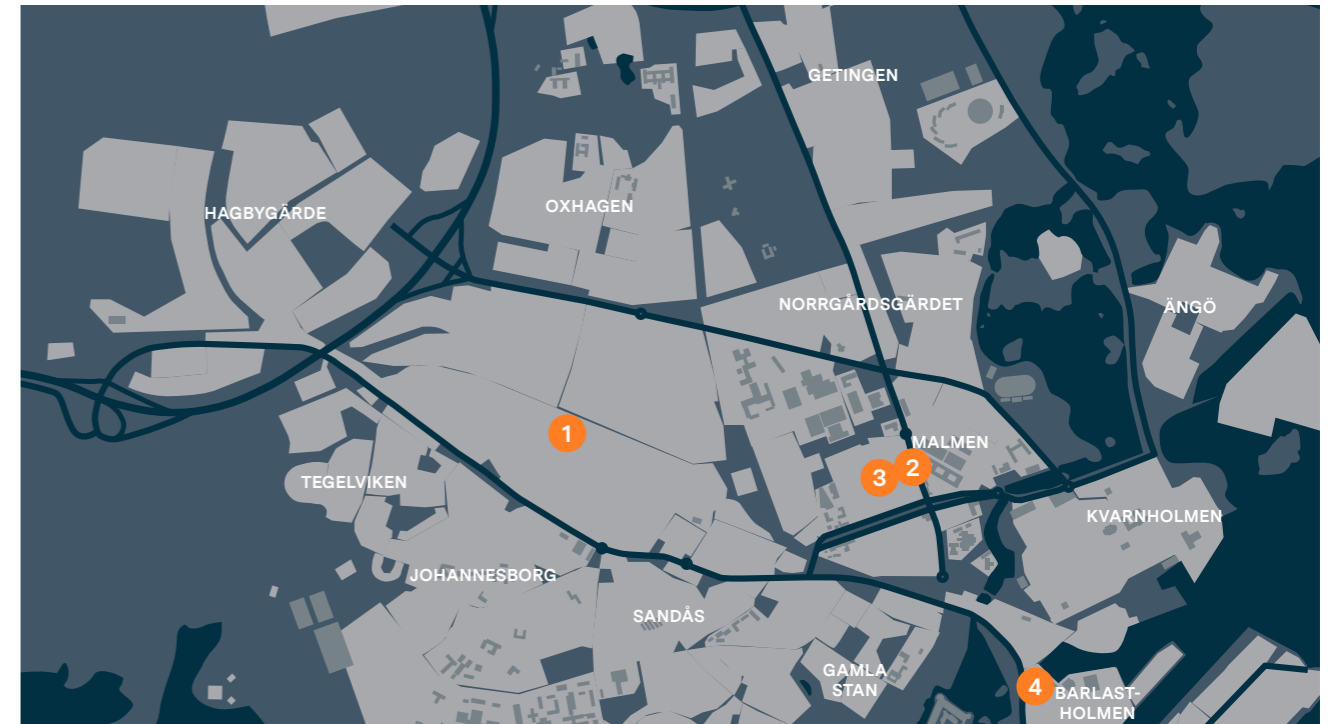 GETINGEN
HAGBYGÄRDE
OXHAGEN
NORRGÅRDSGÄRDET
ÄNGÖ
1
MALMEN
2
3
TEGELVIKEN
KVARNHOLMEN
JOHANNESBORG
SANDÅS
GAMLA
STAN
4
BARLAST-
HOLMEN